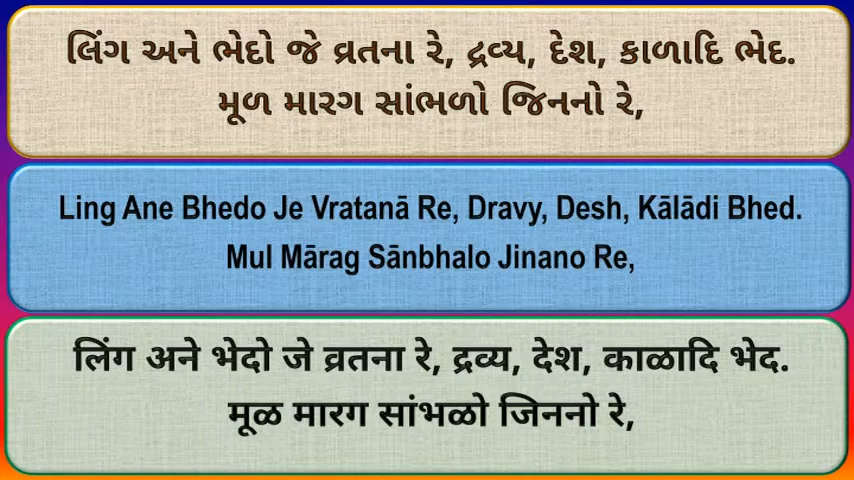 લિંગ અને ભેદો જે વ્રતના રે, દ્રવ્ય, દેશ, કાળાદિ ભેદ.
મૂળ મારગ સાંભળો જિનનો રે,
Ling Ane Bhedo Je Vratanā Re, Dravy, Desh, Kālādi Bhed.
Mul Mārag Sānbhalo Jinano Re,
लिंग अने भेदो जे व्रतना रे, द्रव्य, देश, काळादि भेद.
मूळ मारग सांभळो जिननो रे,